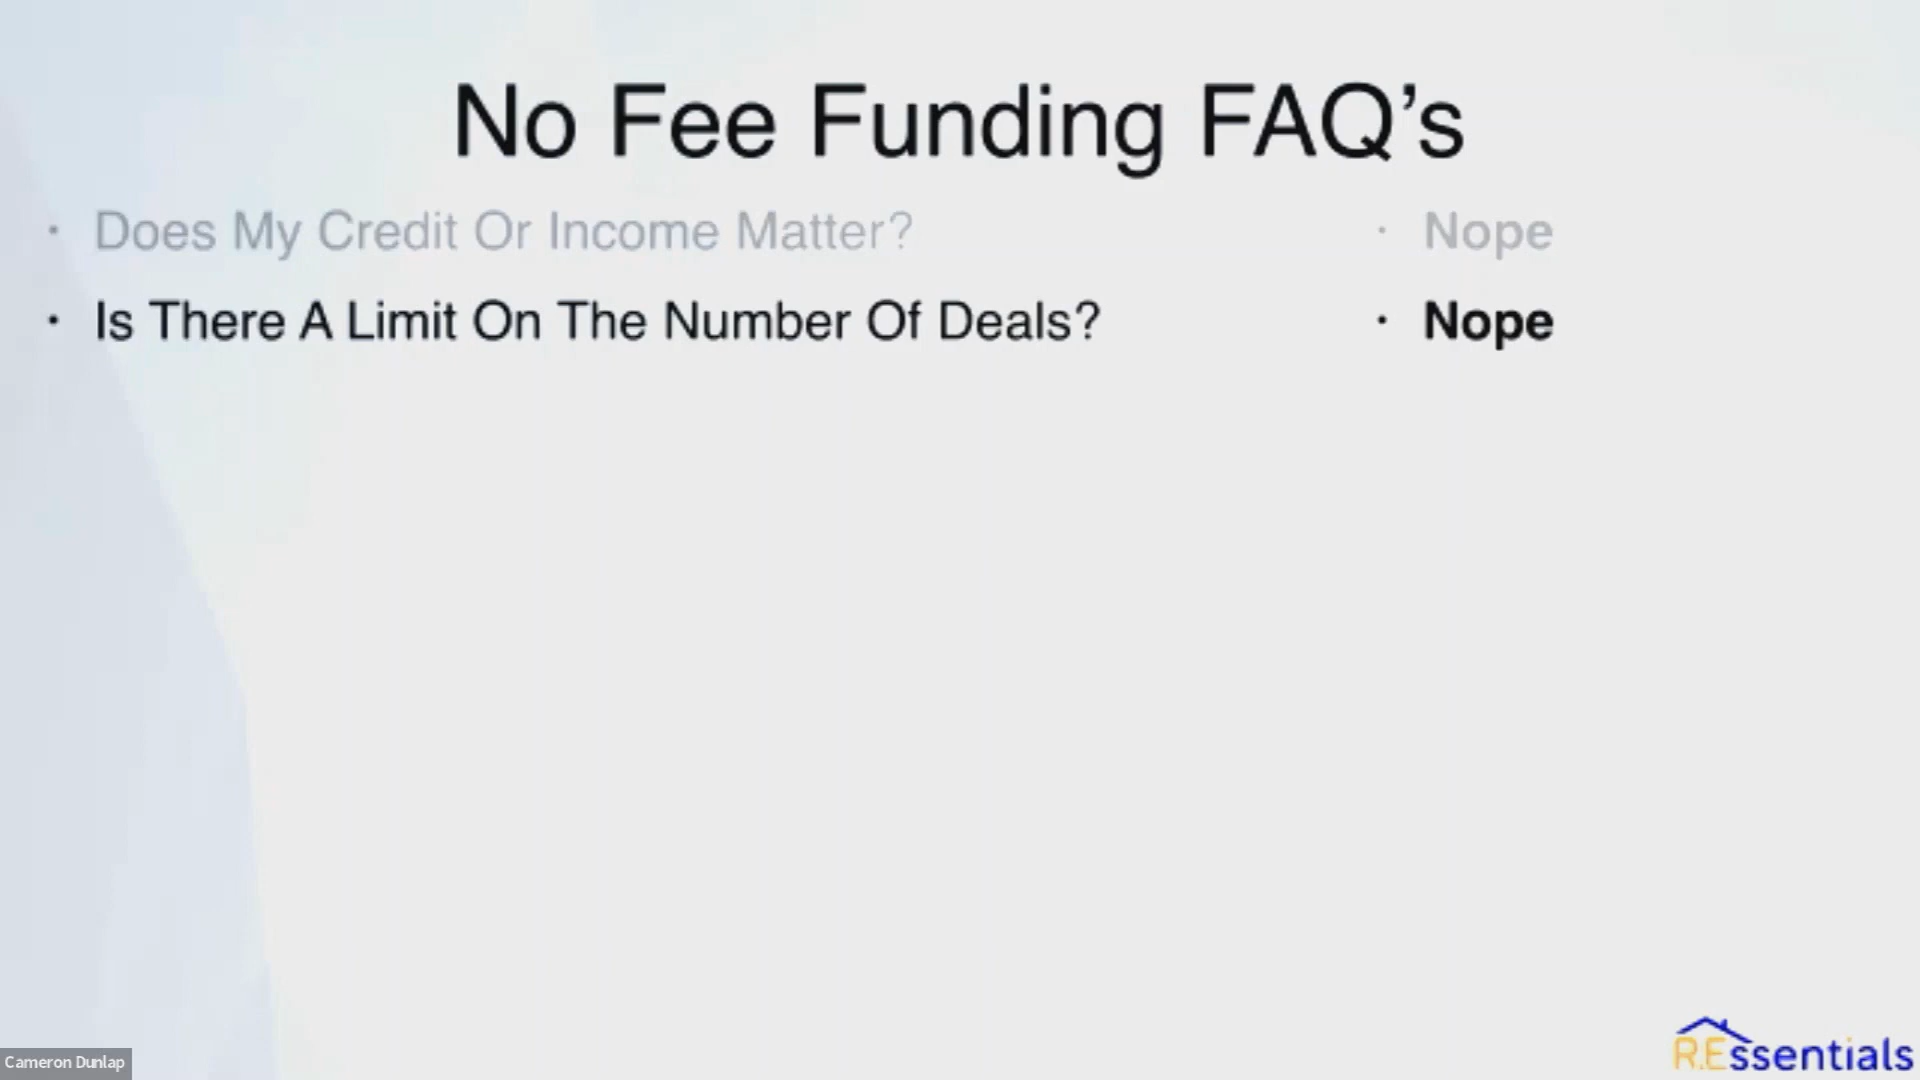 No Fee Funding FAQ’s
· Does My Credit Or Income Matter? · Nope
· Is There A Limit On The Number Of Deals? · Nope
Cameron Dunlap
R.Essentials